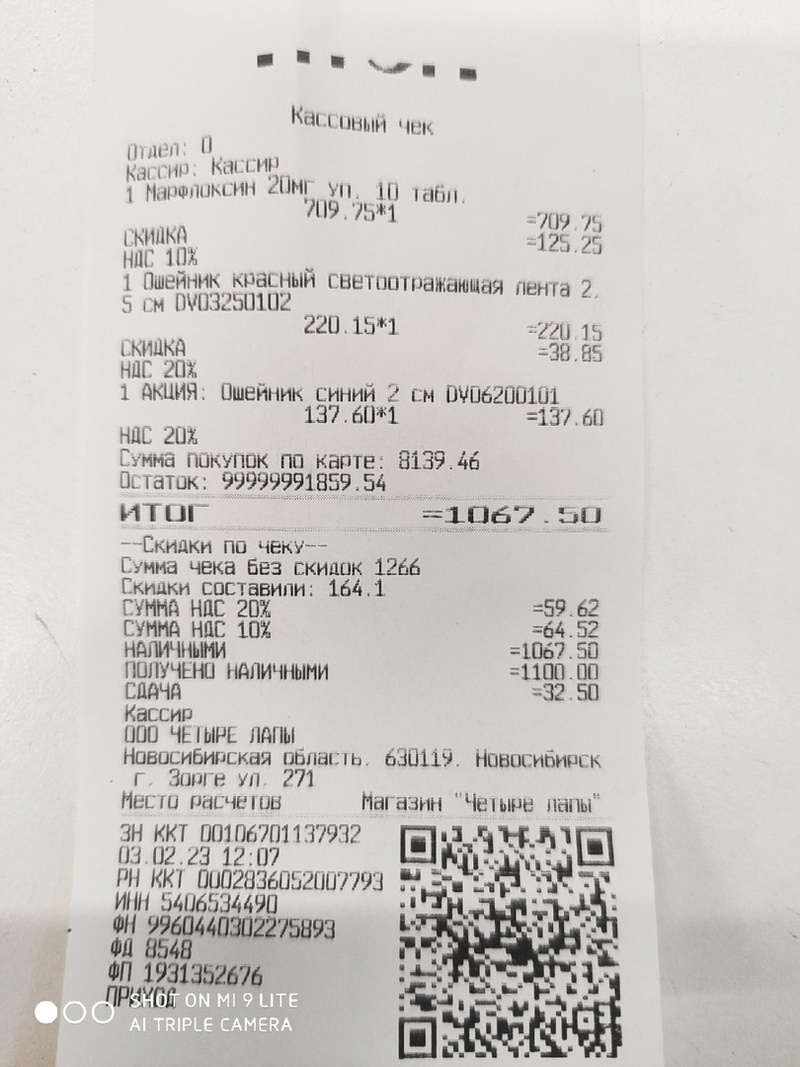 Кассовый чек
Отдел: 0
Кассир: Кассир
1 Марфлоксин 20мг уп. 10 табл.
709.75*1 =709.75
СКИДКА =125.25
НДС 10%
1 Ошейник красный светоотражающая лента 2.
5 см DV03250102
220.15*1 =220.15
СКИДКА =38.85
НДС 20%
1 АКЦИЯ: Ошейник синий 2 см DV06200101
137.60*1 =137.60
НДС 20%
Сумма покупок по карте: 8139.46
Остаток: 99999991859.54
ИТОГ =1067.50
--Скидки по чеку--
Сумма чека без скидок 1266
Скидки составили: 164.1
СУММА НДС 20% =59.62
СУММА НДС 10% =64.52
НАЛИЧНЫМИ =1067.50
ПОЛУЧЕНО НАЛИЧНЫМИ =1100.00
СДАЧА =32.50
Кассир
ООО ЧЕТЫРЕ ЛАПЫ
Новосибирская область, 630119, Новосибирск
г, Зорге ул, 271
Место расчетов Магазин "Четыре лапы"
ЗН ККТ 00106701137932
03.02.23 12:07
РН ККТ 0002836052007793
ИНН 5406534490
ФН 9960440302275893
ФД 8548
ФП 1931352676
ПРИХОД
SHOT ON MI 9 LITE
AI TRIPLE CAMERA